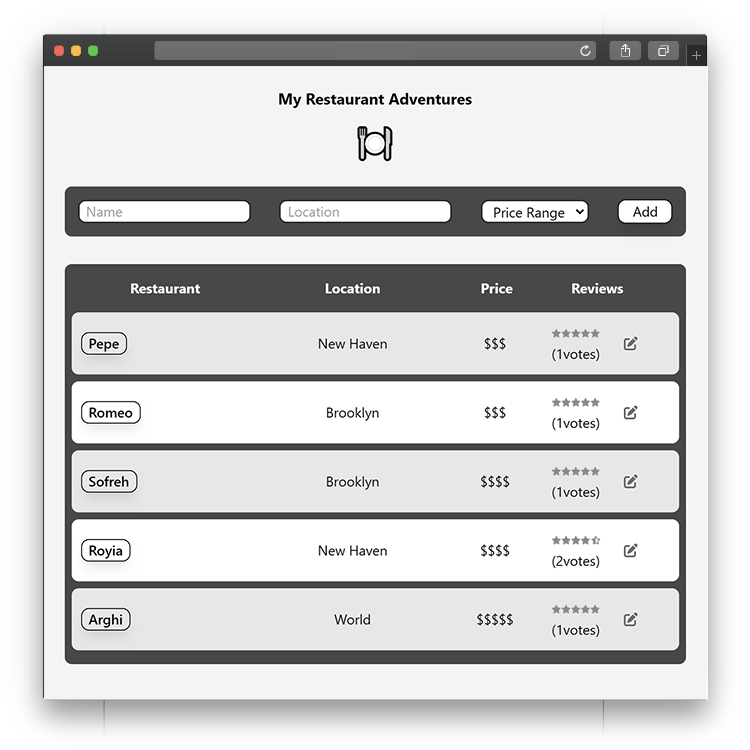 My Restaurant Adventures
Name Location Price Range Add
Restaurant Location Price Reviews
Pepe New Haven $$$ (1votes)
Romeo Brooklyn $$$ (1votes)
Sofreh Brooklyn $$$$ (1votes)
Royia New Haven $$$$ (2votes)
Arghi World $$$$$ (1votes)